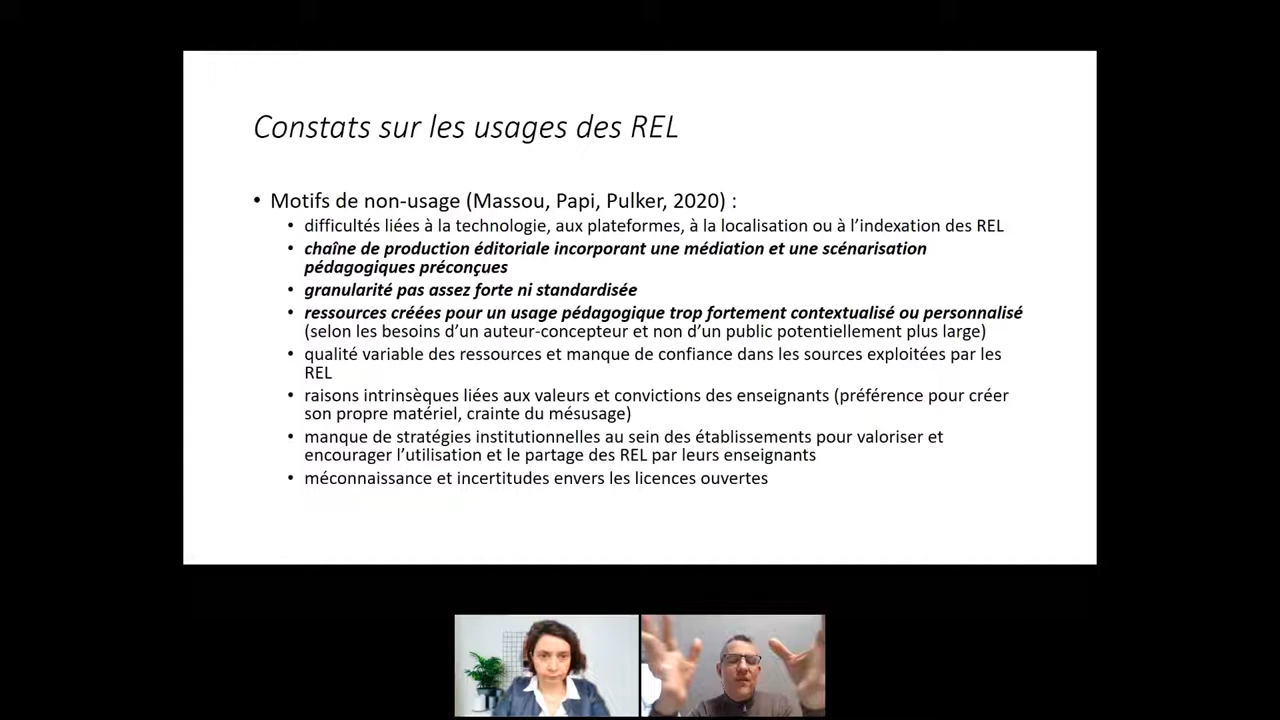 Constats sur les usages des REL
• Motifs de non-usage (Massou, Papi, Pulker, 2020) :
• difficultés liées à la technologie, aux plateformes, à la localisation ou à l’indexation des REL
• chaîne de production éditoriale incorporant une médiation et une scénarisation
pédagogiques préconçues
• granularité pas assez forte ni standardisée
• ressources créées pour un usage pédagogique trop fortement contextualisé ou personnalisé
(selon les besoins d’un auteur-concepteur et non d’un public potentiellement plus large)
• qualité variable des ressources et manque de confiance dans les sources exploitées par les
REL
• raisons intrinsèques liées aux valeurs et convictions des enseignants (préférence pour créer
son propre matériel, crainte du mésusage)
• manque de stratégies institutionnelles au sein des établissements pour valoriser et
encourager l’utilisation et le partage des REL par leurs enseignants
• méconnaissance et incertitudes envers les licences ouvertes